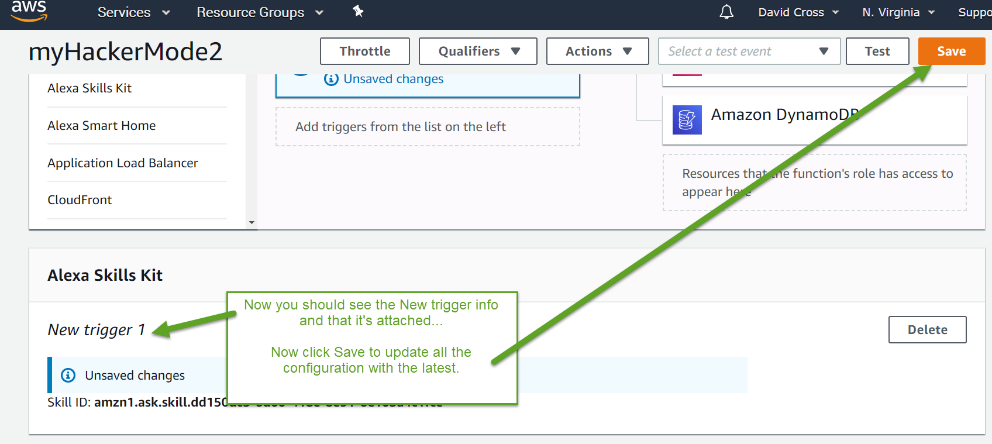 aws
Services
Resource Groups
David Cross
N. Virginia
Suppo
myHackerMode2
Throttle
Qualifiers
Actions
Select a test event
Test
Save
Alexa Skills Kit
Alexa Smart Home
Application Load Balancer
CloudFront
Unsaved changes
Add triggers from the list on the left
Amazon DynamoDB
Resources that the function's role has access to
appear here
Alexa Skills Kit
New trigger 1
Delete
Now you should see the New trigger info
and that it's attached...
Now click Save to update all the
configuration with the latest.
Unsaved changes
Skill ID: amzn1.ask.skill.